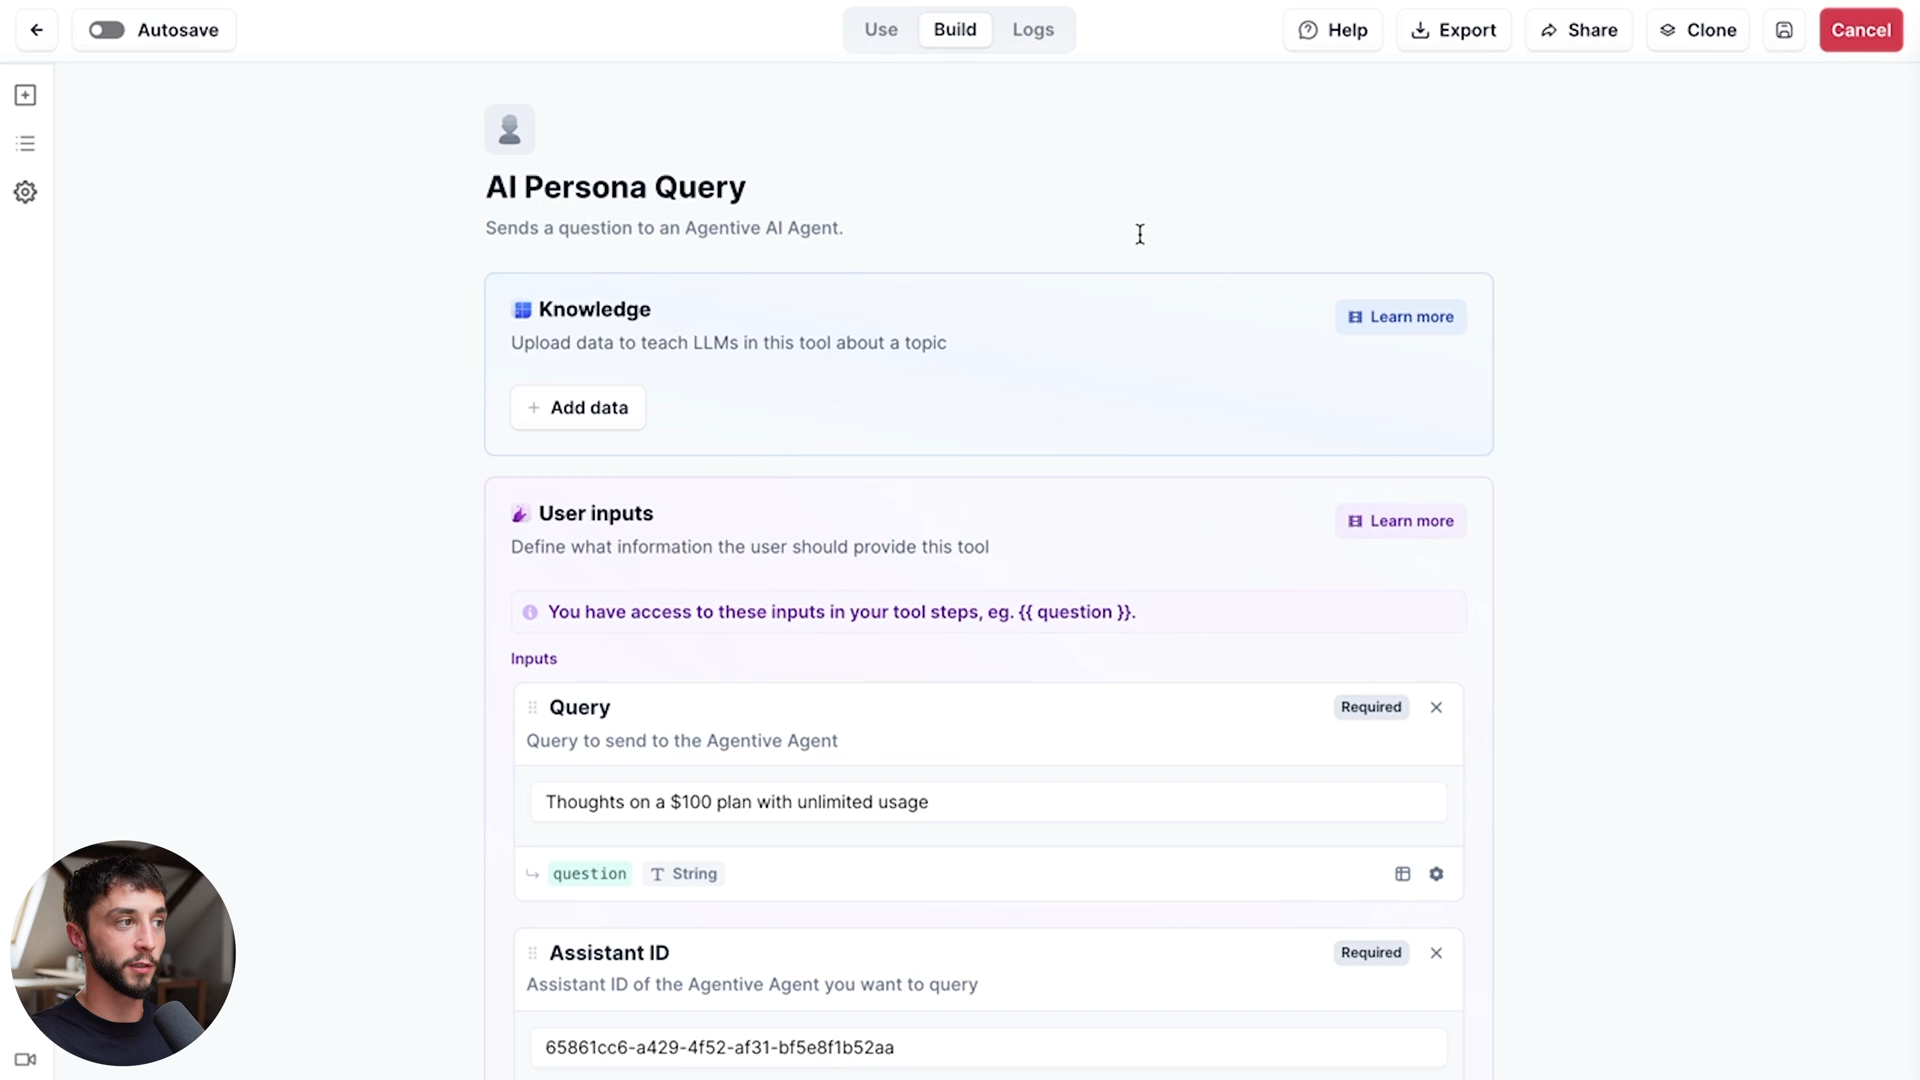 Autosave
Use
Build
Logs
Help
Export
Share
Clone
Cancel
AI Persona Query
Sends a question to an Agentive AI Agent.
Knowledge
Learn more
Upload data to teach LLMs in this tool about a topic
+ Add data
User inputs
Learn more
Define what information the user should provide this tool
You have access to these inputs in your tool steps, eg. {{ question }}.
Inputs
Query
Required
Query to send to the Agentive Agent
Thoughts on a $100 plan with unlimited usage
question
T String
Assistant ID
Required
Assistant ID of the Agentive Agent you want to query
65861cc6-a429-4f52-af31-bf5e8f1b52aa